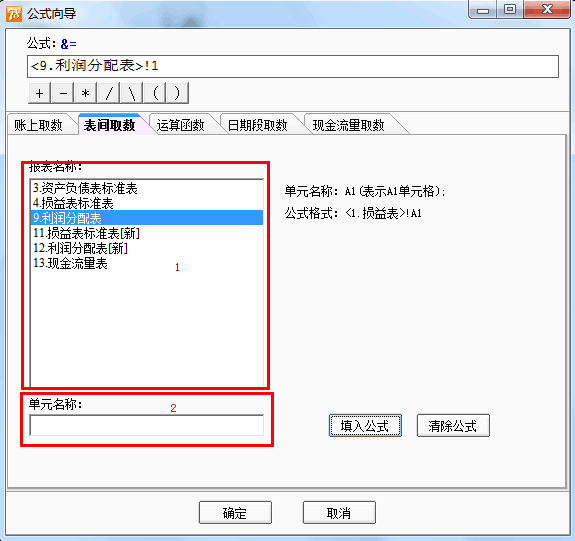 公式向导
公式: &=
<9.利润分配表>!1
+ - * / \ ( )
账上取数 表间取数 运算函数 日期段取数 现金流量取数
报表名称:
3.资产负债表标准表
4.损益表标准表
9.利润分配表
11.损益表标准表[新]
12.利润分配表[新]
13.现金流量表
1
单元名称: A1(表示A1单元格);
公式格式: <1.损益表>!A1
单元名称:
2
填入公式 清除公式
确定 取消